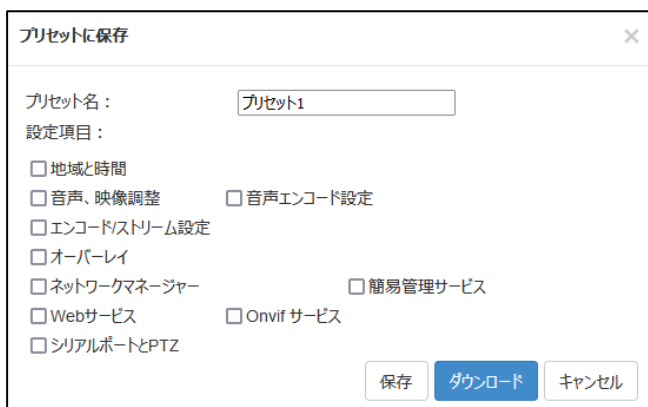 プリセットに保存 ×
プリセット名： プリセット1
設定項目：
地域と時間
音声、映像調整 音声エンコード設定
エンコード/ストリーム設定
オーバーレイ
ネットワークマネージャー 簡易管理サービス
Webサービス Onvif サービス
シリアルポートとPTZ
保存 ダウンロード キャンセル